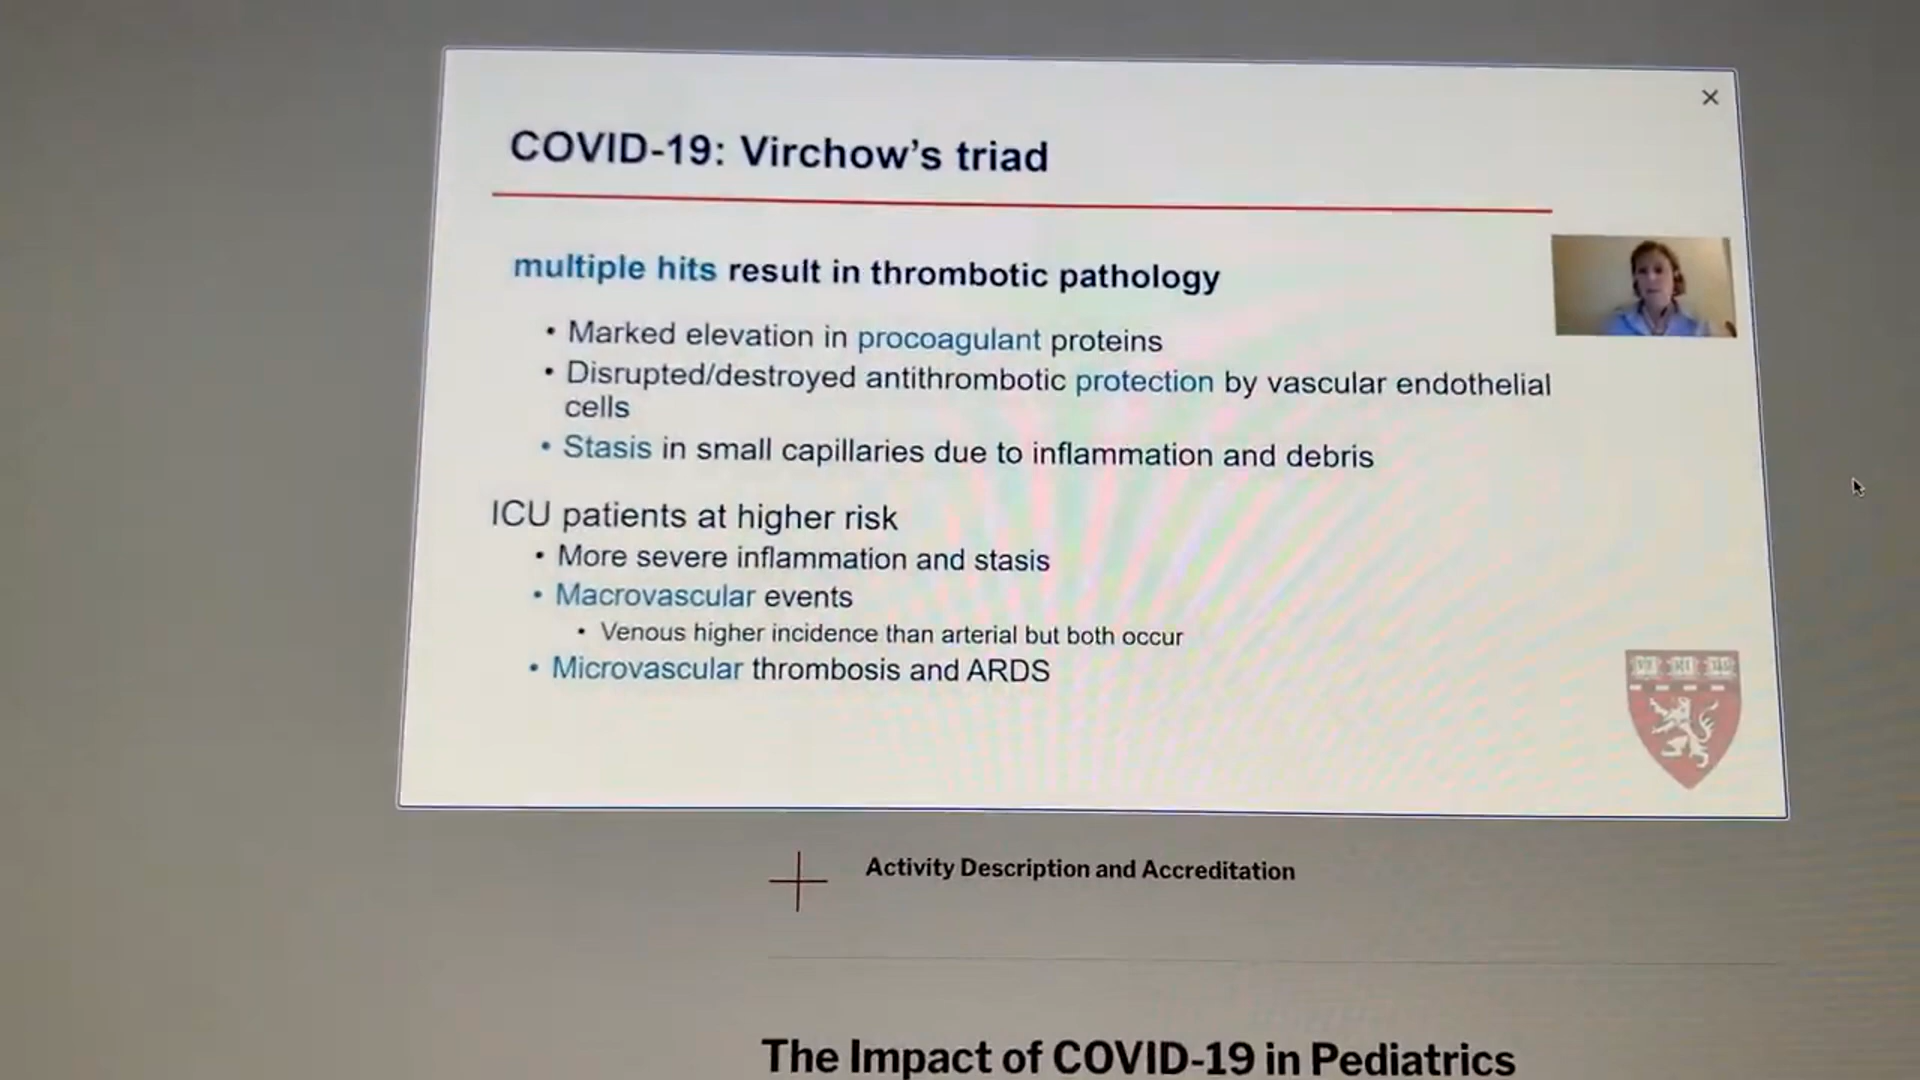 COVID-19: Virchow's triad
multiple hits result in thrombotic pathology
• Marked elevation in procoagulant proteins
• Disrupted/destroyed antithrombotic protection by vascular endothelial
cells
• Stasis in small capillaries due to inflammation and debris
ICU patients at higher risk
• More severe inflammation and stasis
• Macrovascular events
• Venous higher incidence than arterial but both occur
• Microvascular thrombosis and ARDS
VE RI TAS
Activity Description and Accreditation
The Impact of COVID-19 in Pediatrics